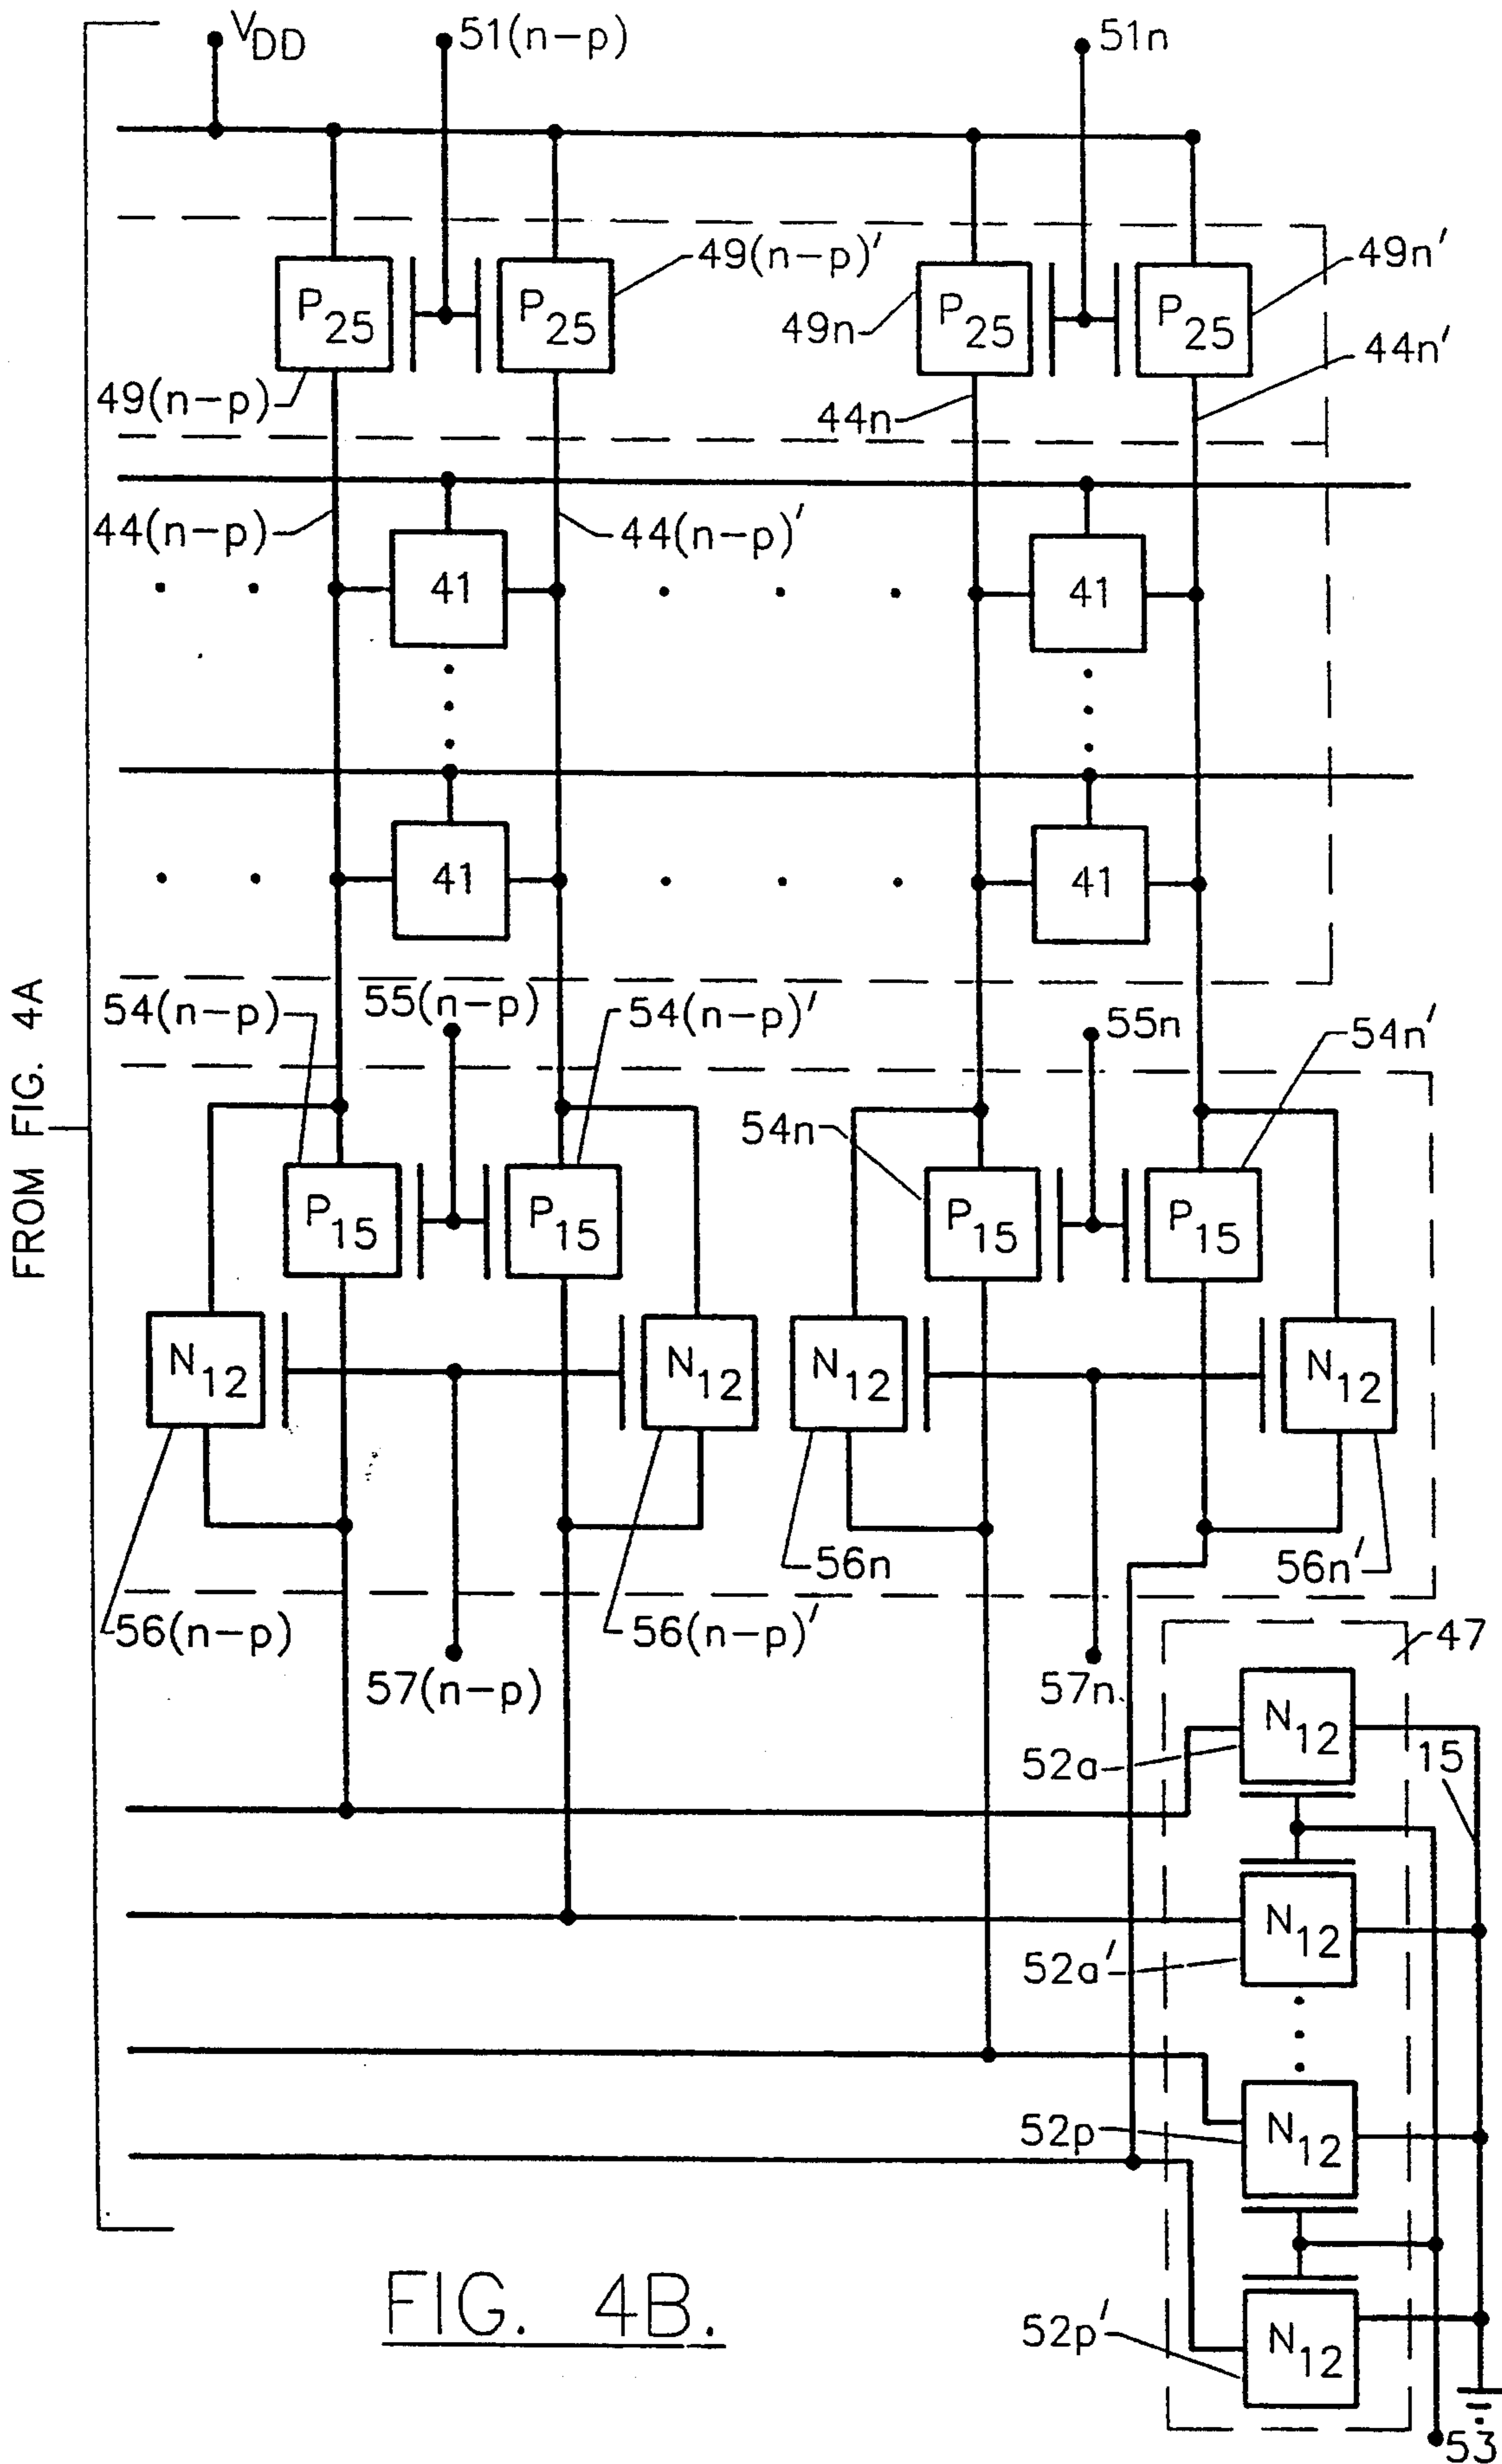 VDD 51(n-p) 51n
49(n-p)' 49n'
P25 P25 49n P25 P25
49(n-p) 44n 44n'
44(n-p) 44(n-p)'
41 41
41 41
FROM FIG. 4A
54(n-p) 55(n-p) 54(n-p)' 55n 54n'
54n
P15 P15 P15 P15
N12 N12 N12 N12
56n 56n'
56(n-p) 56(n-p)' 47
57(n-p) 57n
N12
52a 15
N12
52a'
52p N12
52p' N12
53
FIG. 4B.